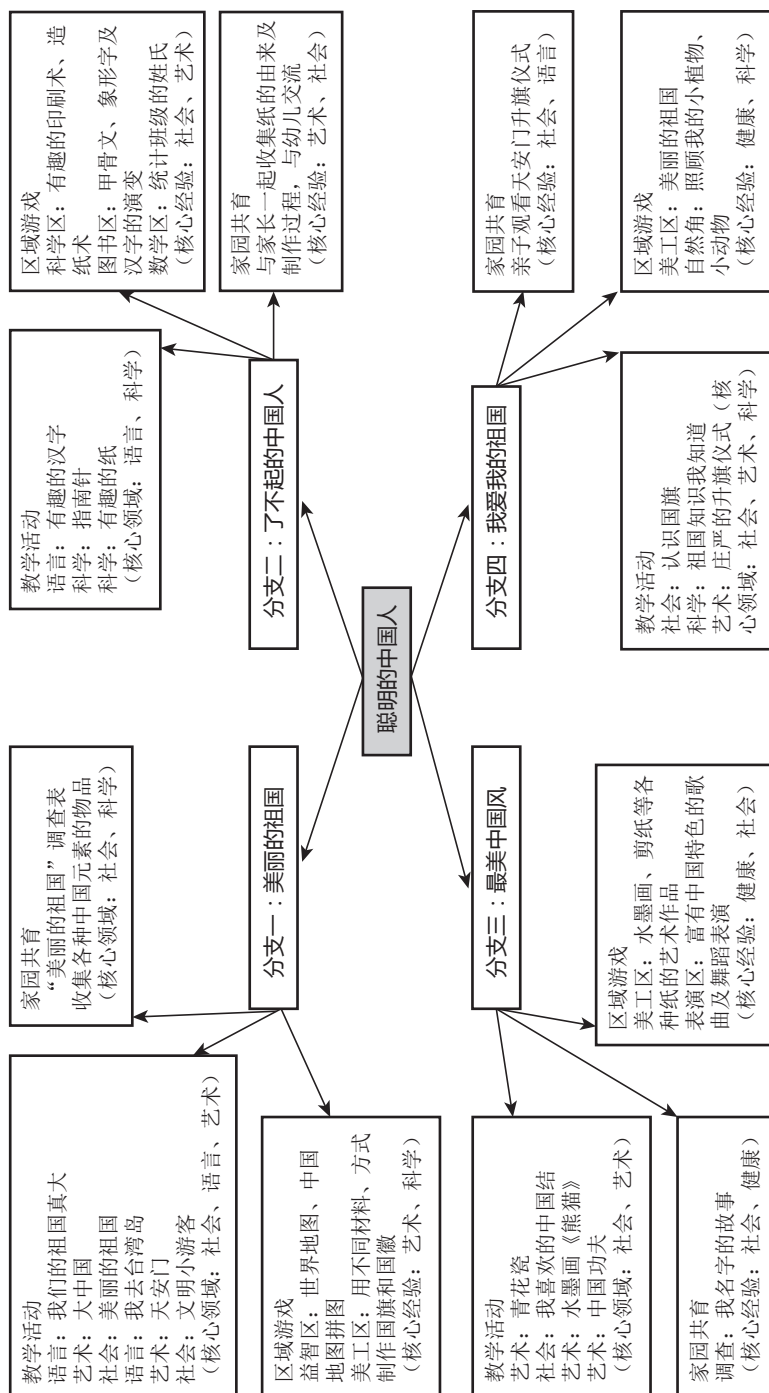 聪明的中国人
分支一：美丽的祖国
家园共育
“美丽的祖国”调查表
收集各种中国元素的物品
（核心领域：社会、科学）
教学活动
语言：我们的祖国真大
艺术：大中国
社会：美丽的祖国
语言：我去台湾岛
艺术：天安门
社会：文明小游客
（核心领域：社会、语言、艺术）
区域游戏
益智区：世界地图、中国
地图拼图
美工区：用不同材料、方式
制作国旗和国徽
（核心经验：艺术、科学）
分支二：了不起的中国人
教学活动
语言：有趣的汉字
科学：指南针
科学：有趣的纸
（核心领域：语言、科学）
区域游戏
科学区：有趣的印刷术、造
纸术
图书区：甲骨文、象形字及
汉字的演变
数学区：统计班级的姓氏
（核心经验：社会、艺术）
家园共育
与家长一起收集纸的由来及
制作过程，与幼儿交流
（核心经验：艺术、社会）
分支三：最美中国风
教学活动
艺术：青花瓷
社会：我喜欢的中国结
艺术：水墨画《熊猫》
艺术：中国功夫
（核心领域：社会、艺术）
家园共育
调查：我名字的故事
（核心经验：社会、健康）
区域游戏
美工区：水墨画、剪纸等各
种纸的艺术作品
表演区：富有中国特色的歌
曲及舞蹈表演
（核心经验：健康、社会）
分支四：我爱我的祖国
家园共育
亲子观看天安门升旗仪式
（核心经验：社会、语言）
区域游戏
美工区：美丽的祖国
自然角：照顾我的小植物、
小动物
（核心经验：健康、科学）
教学活动
社会：认识国旗
科学：祖国知识我知道
艺术：庄严的升旗仪式（核
心领域：社会、艺术、科学）